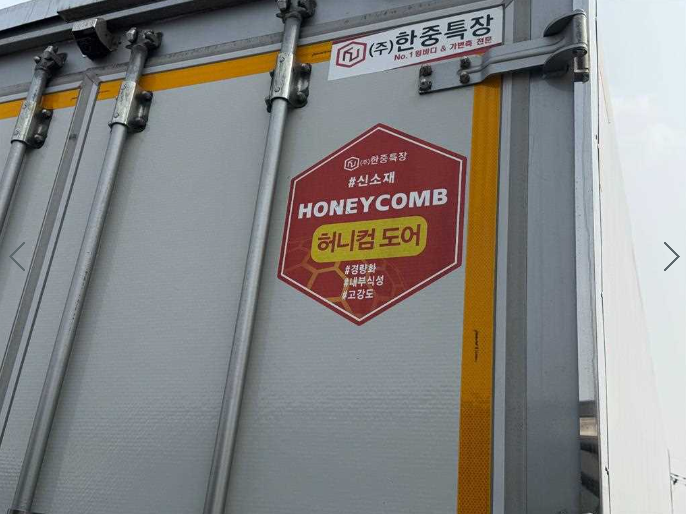 (주)한중특장
No.1 윙바디 & 가변축 전문
(주)한중특장
#신소재
HONEYCOMB
허니컴 도어
#경량화
#내부식성
#고강도